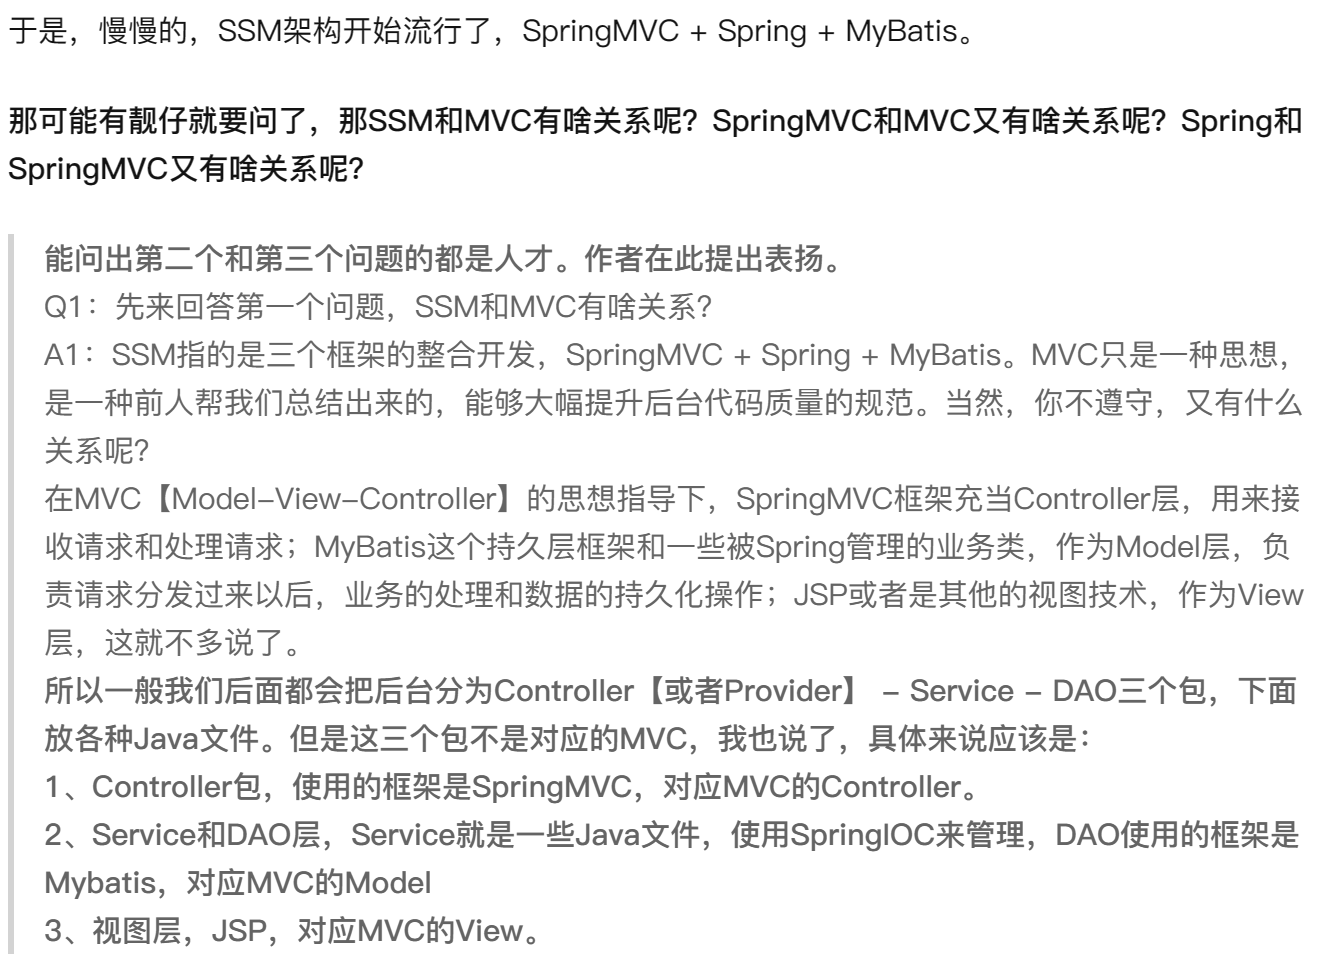 于是，慢慢的，SSM架构开始流行了，SpringMVC + Spring + MyBatis。
那可能有靓仔就要问了，那SSM和MVC有啥关系呢？SpringMVC和MVC又有啥关系呢？Spring和
SpringMVC又有啥关系呢？
能问出第二个和第三个问题的都是人才。作者在此提出表扬。
Q1：先来回答第一个问题，SSM和MVC有啥关系？
A1：SSM指的是三个框架的整合开发，SpringMVC + Spring + MyBatis。MVC只是一种思想，
是一种前人帮我们总结出来的，能够大幅提升后台代码质量的规范。当然，你不遵守，又有什么
关系呢？
在MVC【Model-View-Controller】的思想指导下，SpringMVC框架充当Controller层，用来接
收请求和处理请求；MyBatis这个持久层框架和一些被Spring管理的业务类，作为Model层，负
责请求分发过来以后，业务的处理和数据的持久化操作；JSP或者是其他的视图技术，作为View
层，这就不多说了。
所以一般我们后面都会把后台分为Controller【或者Provider】 - Service - DAO三个包，下面
放各种Java文件。但是这三个包不是对应的MVC，我也说了，具体来说应该是：
1、Controller包，使用的框架是SpringMVC，对应MVC的Controller。
2、Service和DAO层，Service就是一些Java文件，使用SpringIOC来管理，DAO使用的框架是
Mybatis，对应MVC的Model
3、视图层，JSP，对应MVC的View。